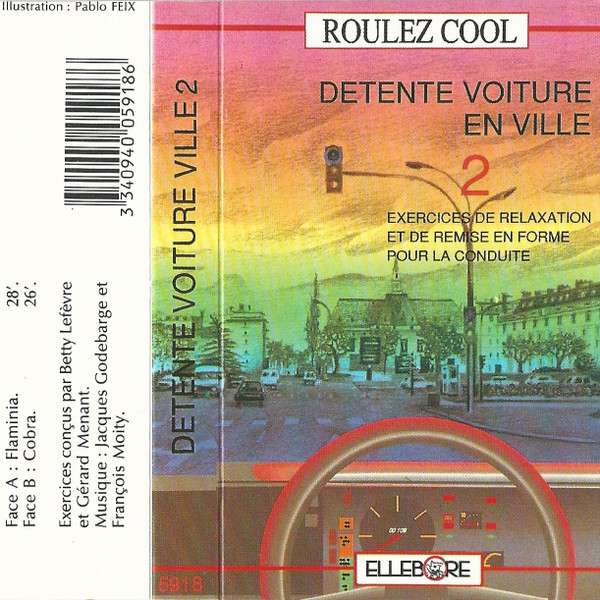 Illustration : Pablo FEIX
3 340940 059186
Face A : Flaminia. 28'.
Face B : Cobra. 26'.
Exercices conçus par Betty Lefèvre
et Gérard Menant.
Musique : Jacques Godebarge et
François Moity.
DETENTE VOITURE VILLE 2
5918
ROULEZ COOL
DETENTE VOITURE
EN VILLE
2
EXERCICES DE RELAXATION
ET DE REMISE EN FORME
POUR LA CONDUITE
ELLEBORE